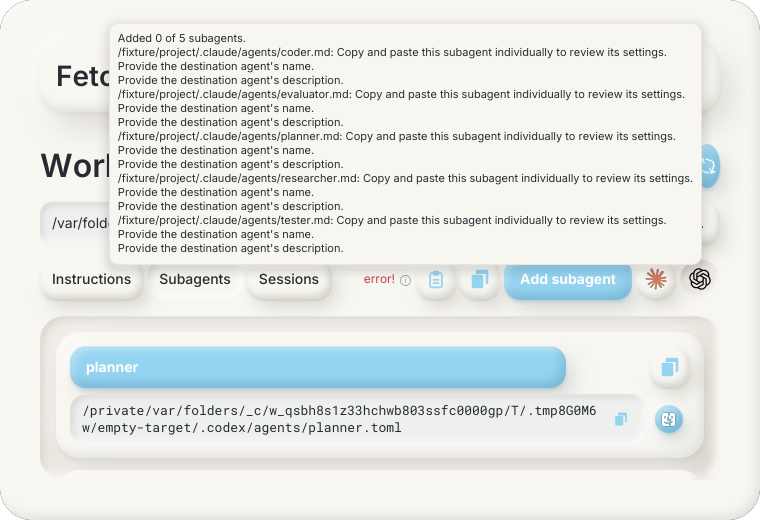 Added 0 of 5 subagents.
/fixture/project/.claude/agents/coder.md: Copy and paste this subagent individually to review its settings.
Provide the destination agent's name.
Provide the destination agent's description.
/fixture/project/.claude/agents/evaluator.md: Copy and paste this subagent individually to review its settings.
Provide the destination agent's name.
Provide the destination agent's description.
/fixture/project/.claude/agents/planner.md: Copy and paste this subagent individually to review its settings.
Provide the destination agent's name.
Provide the destination agent's description.
/fixture/project/.claude/agents/researcher.md: Copy and paste this subagent individually to review its settings.
Provide the destination agent's name.
Provide the destination agent's description.
/fixture/project/.claude/agents/tester.md: Copy and paste this subagent individually to review its settings.
Provide the destination agent's name.
Provide the destination agent's description.
Instructions Subagents Sessions error! Add subagent
planner
/private/var/folders/_c/w_qsbh8s1z33hchwb803ssfc0000gp/T/.tmp8G0M6
w/empty-target/.codex/agents/planner.toml